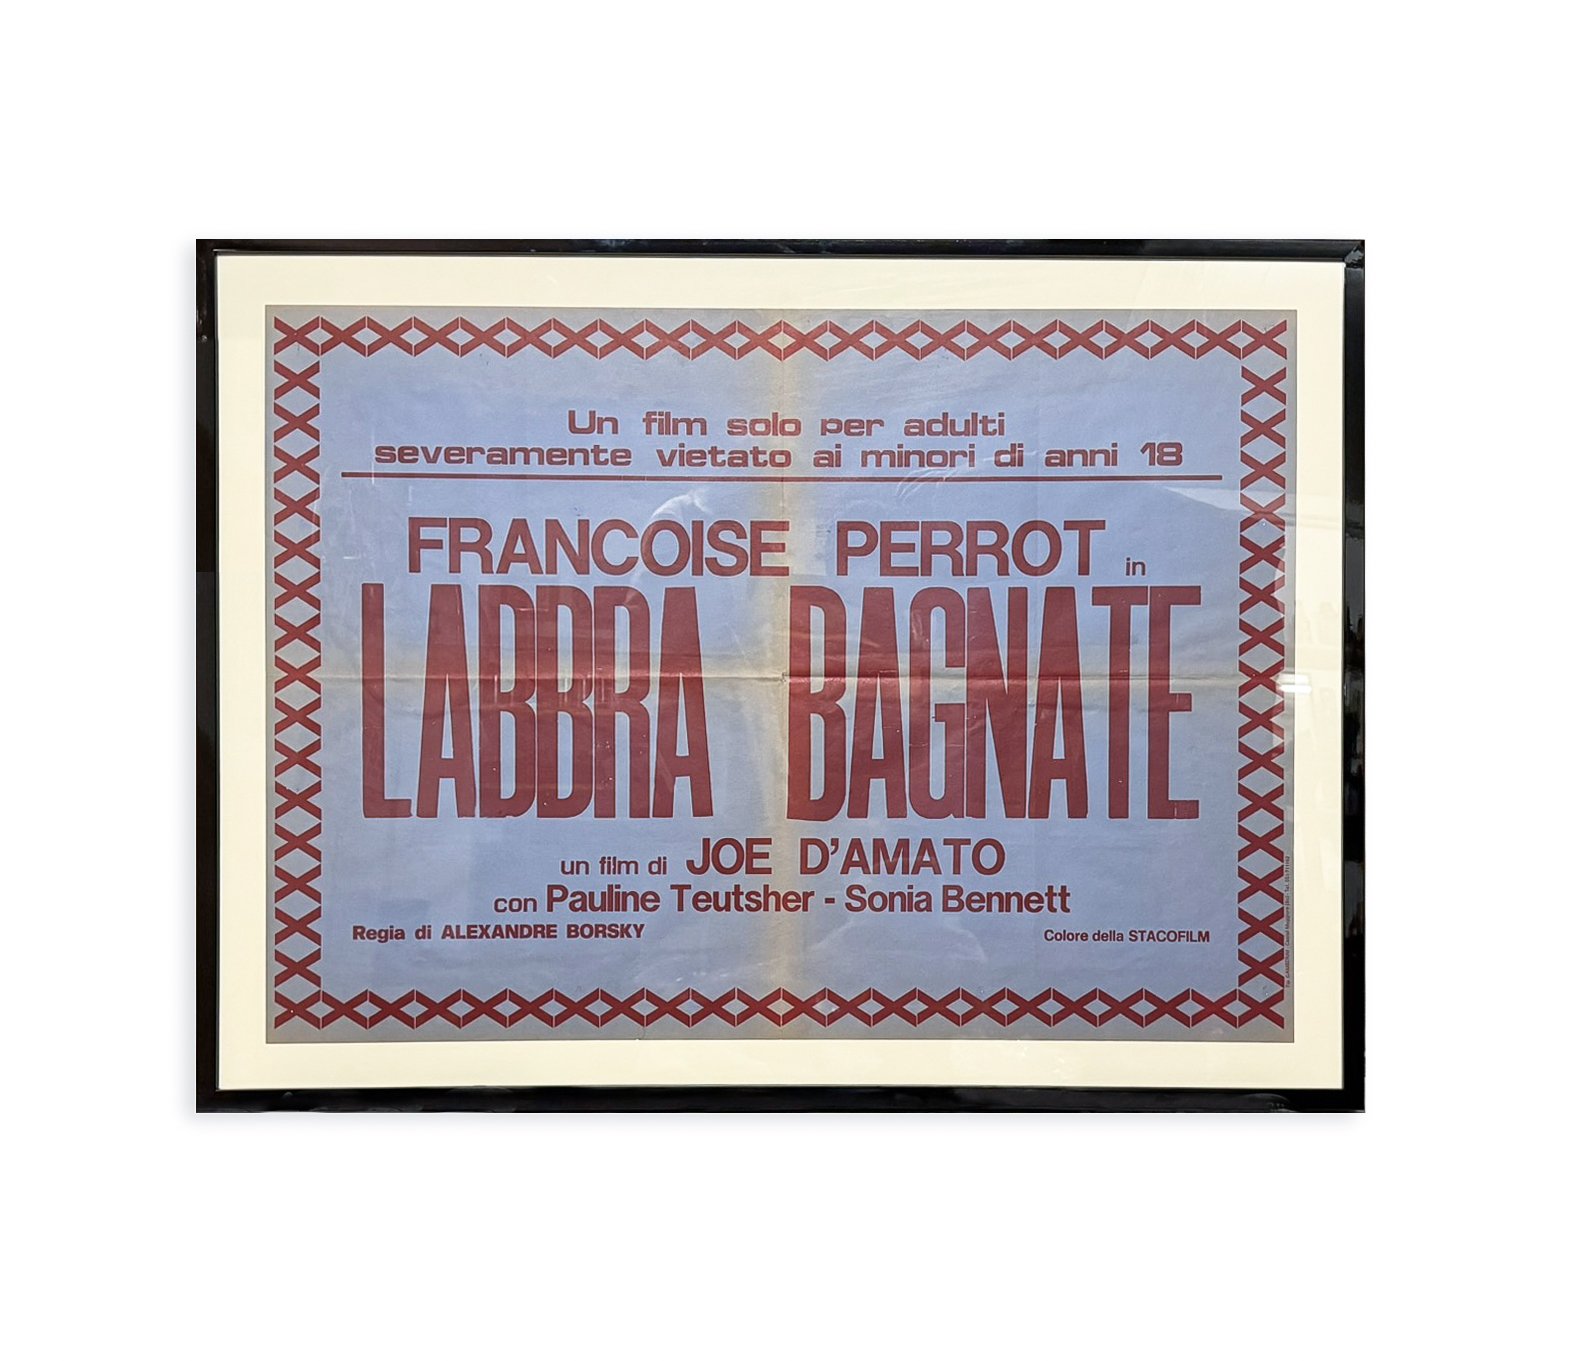 Un film solo per adulti
severamente vietato ai minori di anni 18
FRANCOISE PERROT in
LABBRA BAGNATE
un film di JOE D'AMATO
con Pauline Teutsher - Sonia Bennett
Regia di ALEXANDRE BORSKY
Colore della STACOFILM